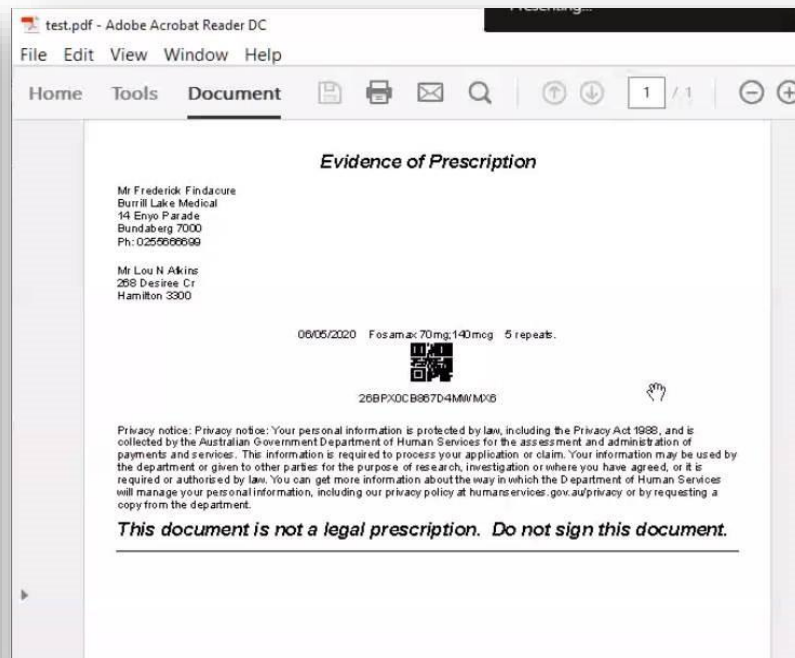 Presenting...
test.pdf - Adobe Acrobat Reader DC
File Edit View Window Help
Home Tools Document 1 / 1
Evidence of Prescription
Mr Frederick Findacure
Burrill Lake Medical
14 Enyo Parade
Bundaberg 7000
Ph: 0255666699
Mr Lou N Atkins
268 Desiree Cr
Hamilton 3300
06/05/2020 Fosamax 70mg;140mcg 5 repeats.
26BPX0CB867D4MWMX6
Privacy notice: Privacy notice: Your personal information is protected by law, including the Privacy Act 1988, and is
collected by the Australian Government Department of Human Services for the assessment and administration of
payments and services. This information is required to process your application or claim. Your information may be used by
the department or given to other parties for the purpose of research, investigation or where you have agreed, or it is
required or authorised by law. You can get more information about the way in which the Department of Human Services
will manage your personal information, including our privacy policy at humanservices.gov.au/privacy or by requesting a
copy from the department.
This document is not a legal prescription. Do not sign this document.